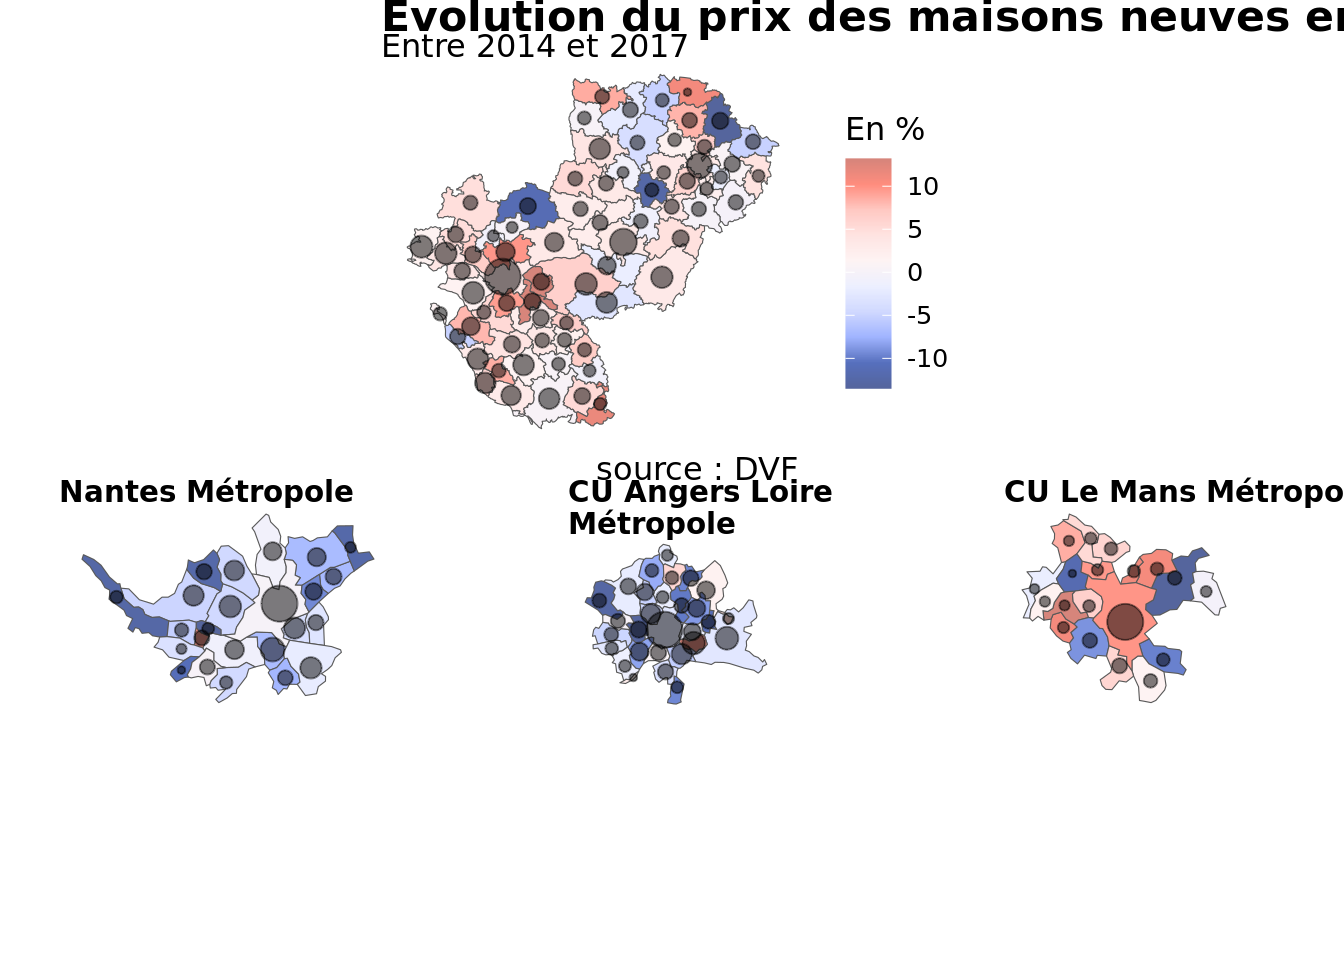 Evolution du prix des maisons neuves en
Entre 2014 et 2017
En %
10
5
0
-5
-10
source : DVF
Nantes Métropole
CU Angers Loire
Métropole
CU Le Mans Métropo